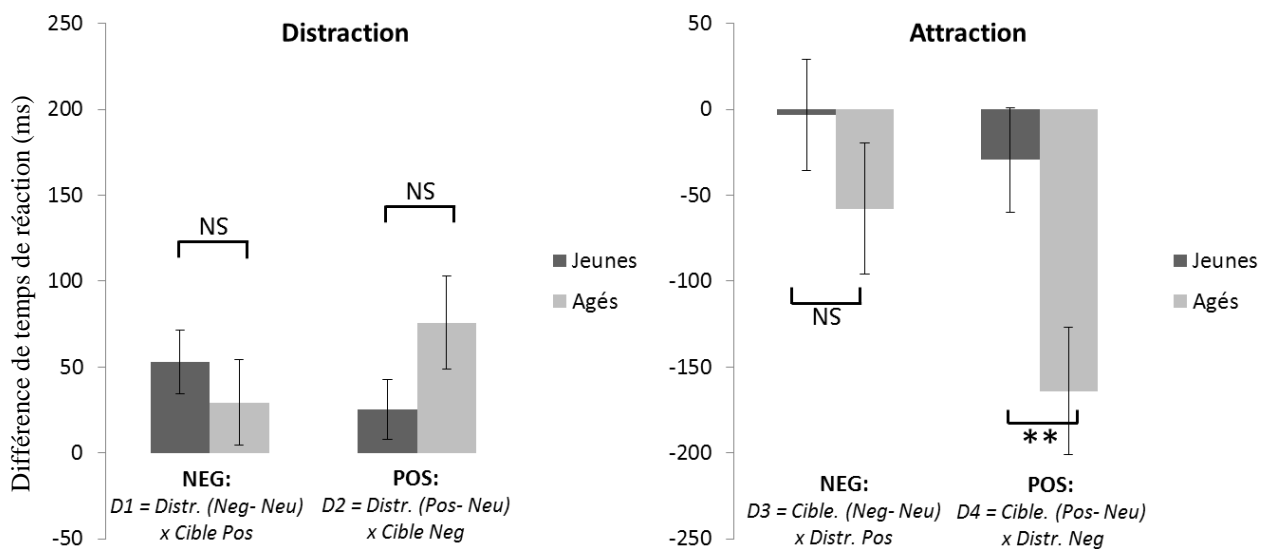 Différence de temps de réaction (ms)
Distraction
250
200
150
100
50
0
-50
NS
NS
NEG:
D1 = Distr. (Neg- Neu)
x Cible Pos
POS:
D2 = Distr. (Pos- Neu)
x Cible Neg
Jeunes
Agés
Attraction
50
0
-50
-100
-150
-200
-250
NS
**
NEG:
D3 = Cible. (Neg- Neu)
x Distr. Pos
POS:
D4 = Cible. (Pos- Neu)
x Distr. Neg
Jeunes
Agés